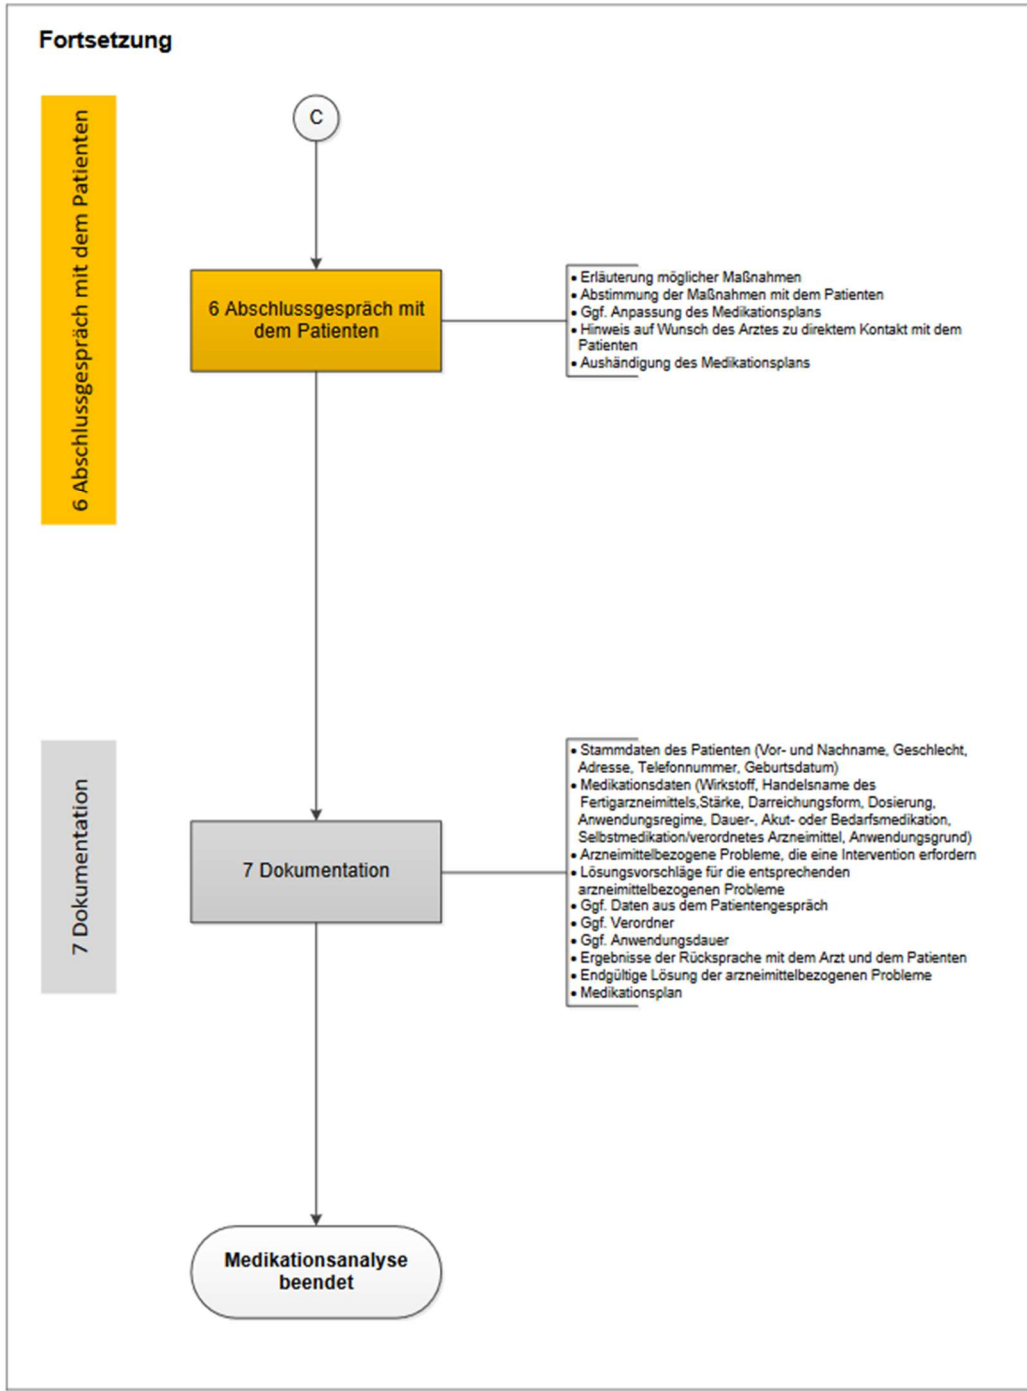 Fortsetzung
6 Abschlussgespräch mit dem Patienten
C
6 Abschlussgespräch mit
dem Patienten
• Erläuterung möglicher Maßnahmen
• Abstimmung der Maßnahmen mit dem Patienten
• Ggf. Anpassung des Medikationsplans
• Hinweis auf Wunsch des Arztes zu direktem Kontakt mit dem
Patienten
• Aushändigung des Medikationsplans
7 Dokumentation
7 Dokumentation
• Stammdaten des Patienten (Vor- und Nachname, Geschlecht,
Adresse, Telefonnummer, Geburtsdatum)
• Medikationsdaten (Wirkstoff, Handelsname des
Fertigarzneimittels,Stärke, Darreichungsform, Dosierung,
Anwendungsregime, Dauer-, Akut- oder Bedarfsmedikation,
Selbstmedikation/verordnetes Arzneimittel, Anwendungsgrund)
• Arzneimittelbezogene Probleme, die eine Intervention erfordern
• Lösungsvorschläge für die entsprechenden
arzneimittelbezogenen Probleme
• Ggf. Daten aus dem Patientengespräch
• Ggf. Verordner
• Ggf. Anwendungsdauer
• Ergebnisse der Rücksprache mit dem Arzt und dem Patienten
• Endgültige Lösung der arzneimittelbezogenen Probleme
• Medikationsplan
Medikationsanalyse
beendet